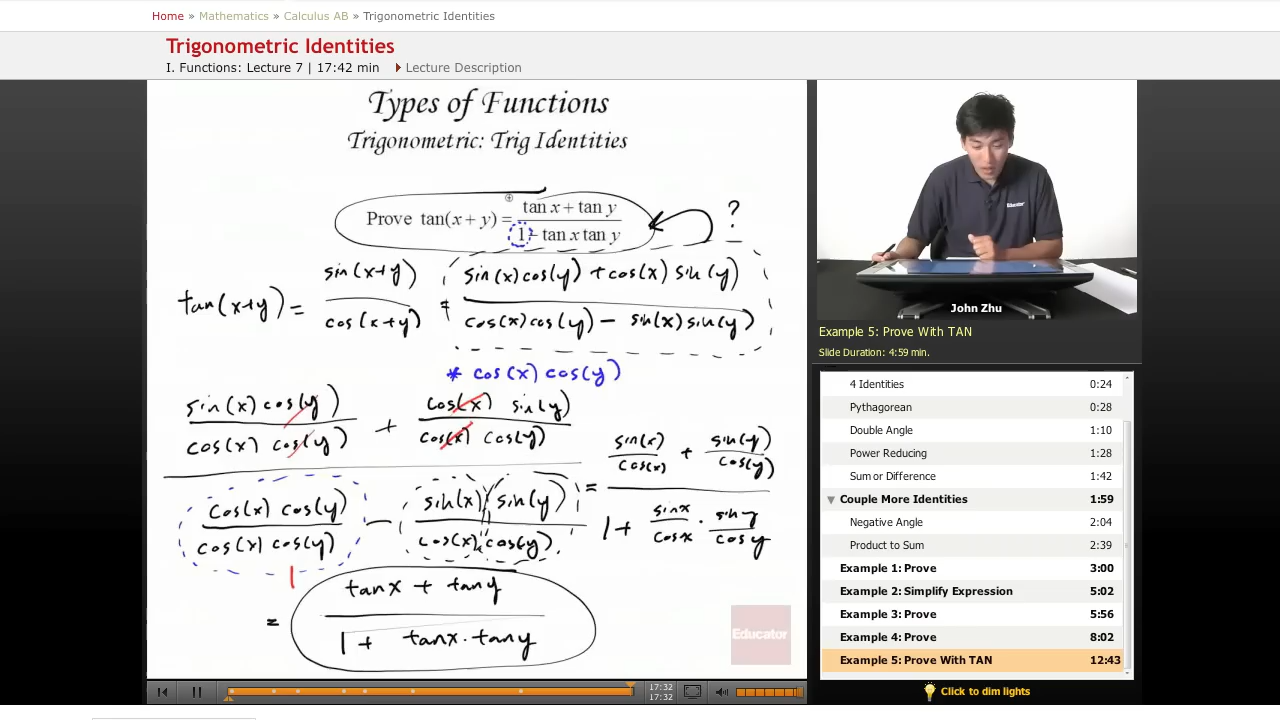 Home » Mathematics » Calculus AB » Trigonometric Identities
Trigonometric Identities
I. Functions: Lecture 7 | 17:42 min Lecture Description
Types of Functions
Trigonometric: Trig Identities
Prove tan(x + y) = (tan x + tan y) / (1 − tan x tan y) ?
tan(x+y) = sin(x+y) / cos(x+y) = (sin(x)cos(y) + cos(x) sin(y)) / (cos(x)cos(y) − sin(x)sin(y))
* cos(x) cos(y)
sin(x) cos(y) / cos(x) cos(y) + cos(x) sin(y) / cos(x) cos(y)
cos(x) cos(y) / cos(x) cos(y) − sin(x) sin(y) / cos(x) cos(y)
1
= (sin(x) / cos(x) + sin(y) / cos(y)) / (1 + sinx / cosx · siny / cosy)
= (tanx + tany) / (1 + tanx · tany)
Educator
Educator
John Zhu
Example 5: Prove With TAN
Slide Duration: 4:59 min.
4 Identities 0:24
Pythagorean 0:28
Double Angle 1:10
Power Reducing 1:28
Sum or Difference 1:42
Couple More Identities 1:59
Negative Angle 2:04
Product to Sum 2:39
Example 1: Prove 3:00
Example 2: Simplify Expression 5:02
Example 3: Prove 5:56
Example 4: Prove 8:02
Example 5: Prove With TAN 12:43
17:32
17:32
Click to dim lights